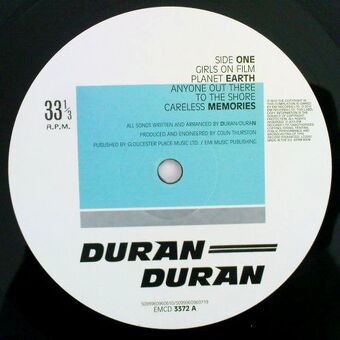 SIDE ONE
GIRLS ON FILM
PLANET EARTH
ANYONE OUT THERE
TO THE SHORE
CARELESS MEMORIES
33 1/3
R.P.M.
ALL SONGS WRITTEN AND ARRANGED BY DURAN/DURAN
PRODUCED AND ENGINEERED BY COLIN THURSTON
PUBLISHED BY GLOUCESTER PLACE MUSIC LTD. / EMI MUSIC PUBLISHING
DURAN
DURAN
EMCD 3372 A